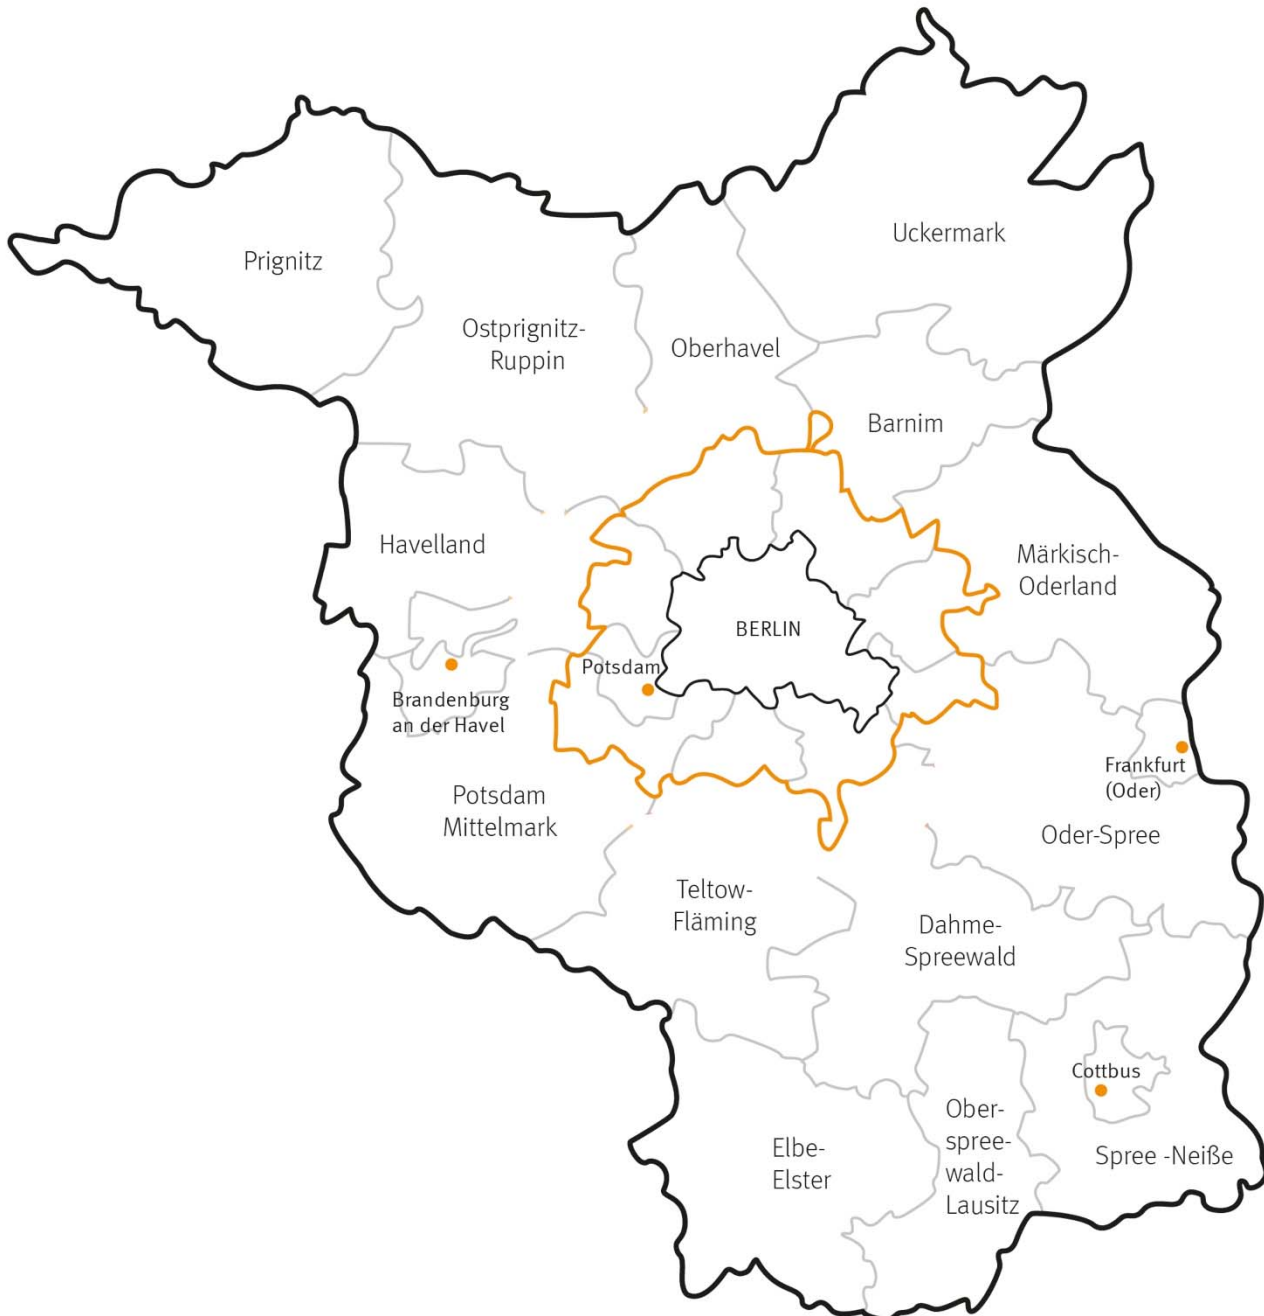 Uckermark
Prignitz
Ostprignitz-
Ruppin
Oberhavel
Barnim
Havelland
Märkisch-
Oderland
BERLIN
Potsdam
Brandenburg
an der Havel
Frankfurt
(Oder)
Potsdam
Mittelmark
Oder-Spree
Teltow-
Fläming
Dahme-
Spreewald
Cottbus
Ober-
spree-
wald-
Lausitz
Elbe-
Elster
Spree -Neiße